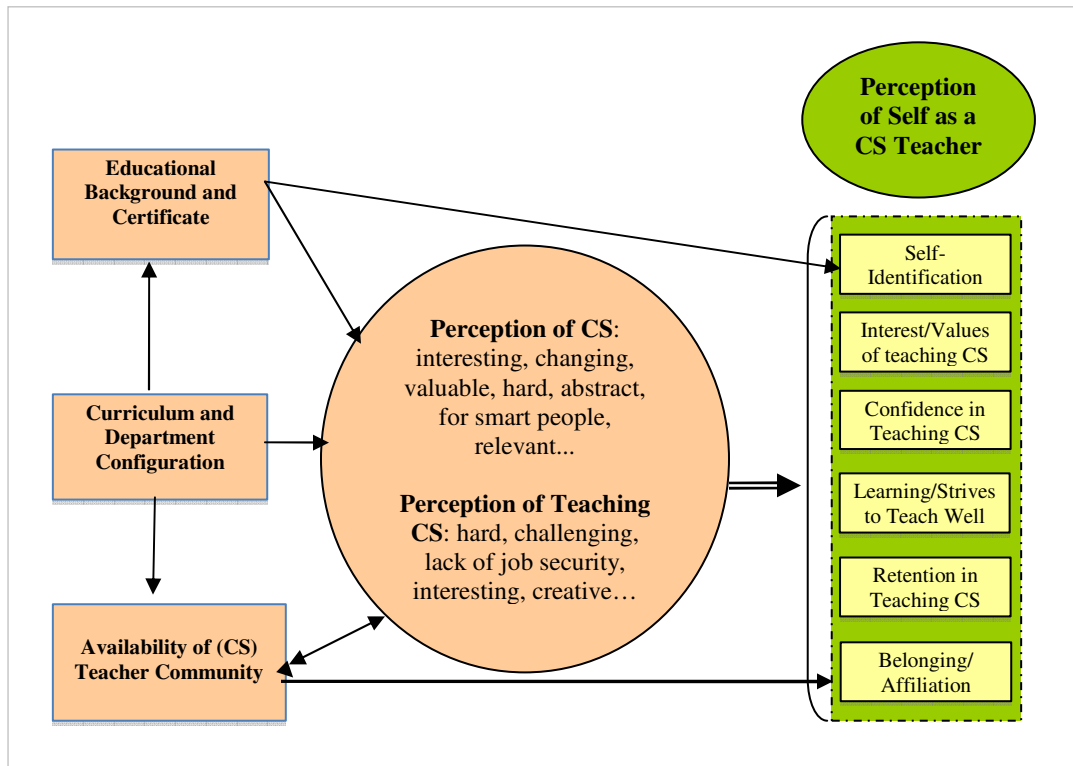 Perception
of Self as a
CS Teacher
Educational
Background and
Certificate
Curriculum and
Department
Configuration
Availability of (CS)
Teacher Community
Perception of CS:
interesting, changing,
valuable, hard, abstract,
for smart people,
relevant...
Perception of Teaching
CS: hard, challenging,
lack of job security,
interesting, creative…
Self-
Identification
Interest/Values
of teaching CS
Confidence in
Teaching CS
Learning/Strives
to Teach Well
Retention in
Teaching CS
Belonging/
Affiliation